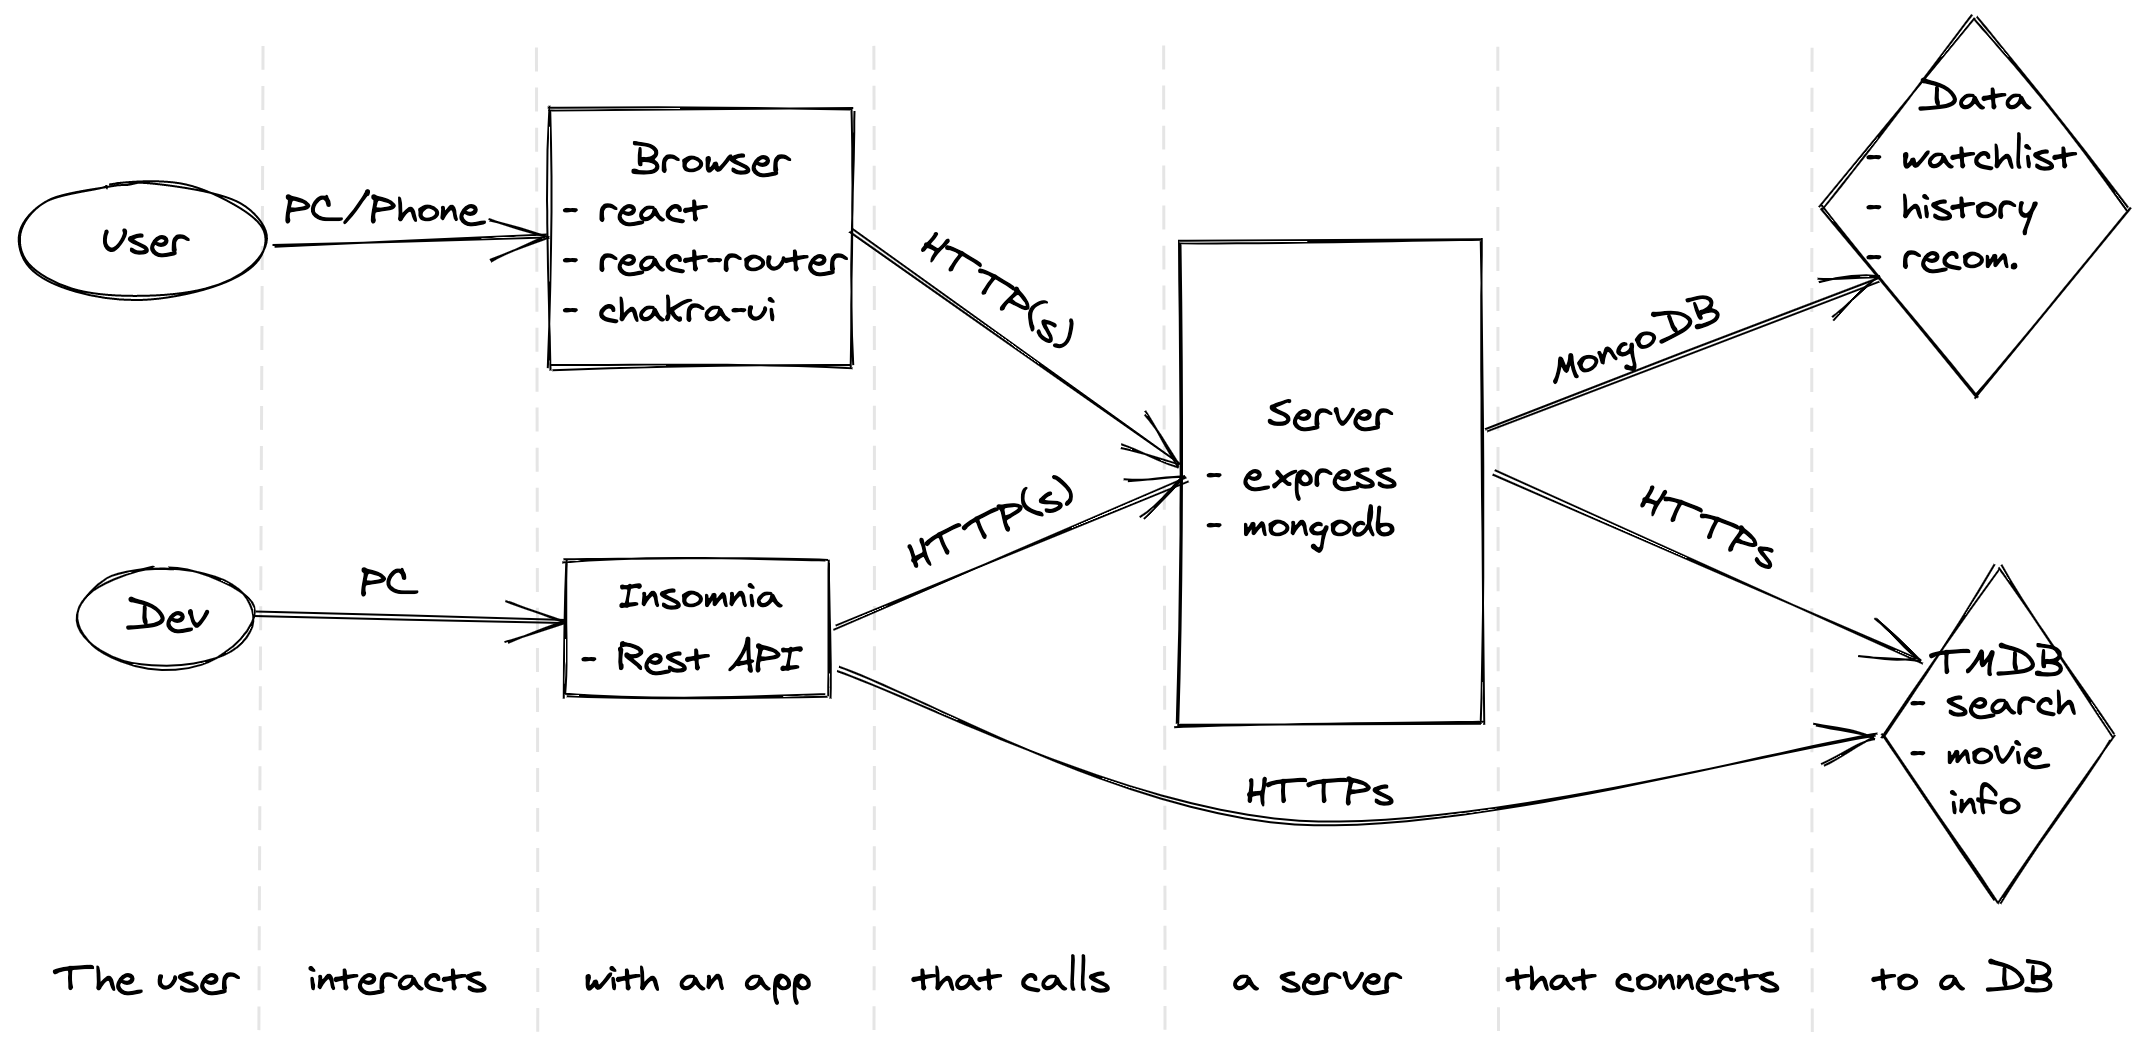 User
PC/Phone
Browser
- react
- react-router
- chakra-ui
HTTP(s)
Server
- express
- mongodb
MongoDB
Data
- watchlist
- history
- recom.
Dev
PC
Insomnia
- Rest API
HTTP(s)
HTTPs
HTTPs
TMDB
- search
- movie
info
The user
interacts
with an app
that calls
a server
that connects
to a DB